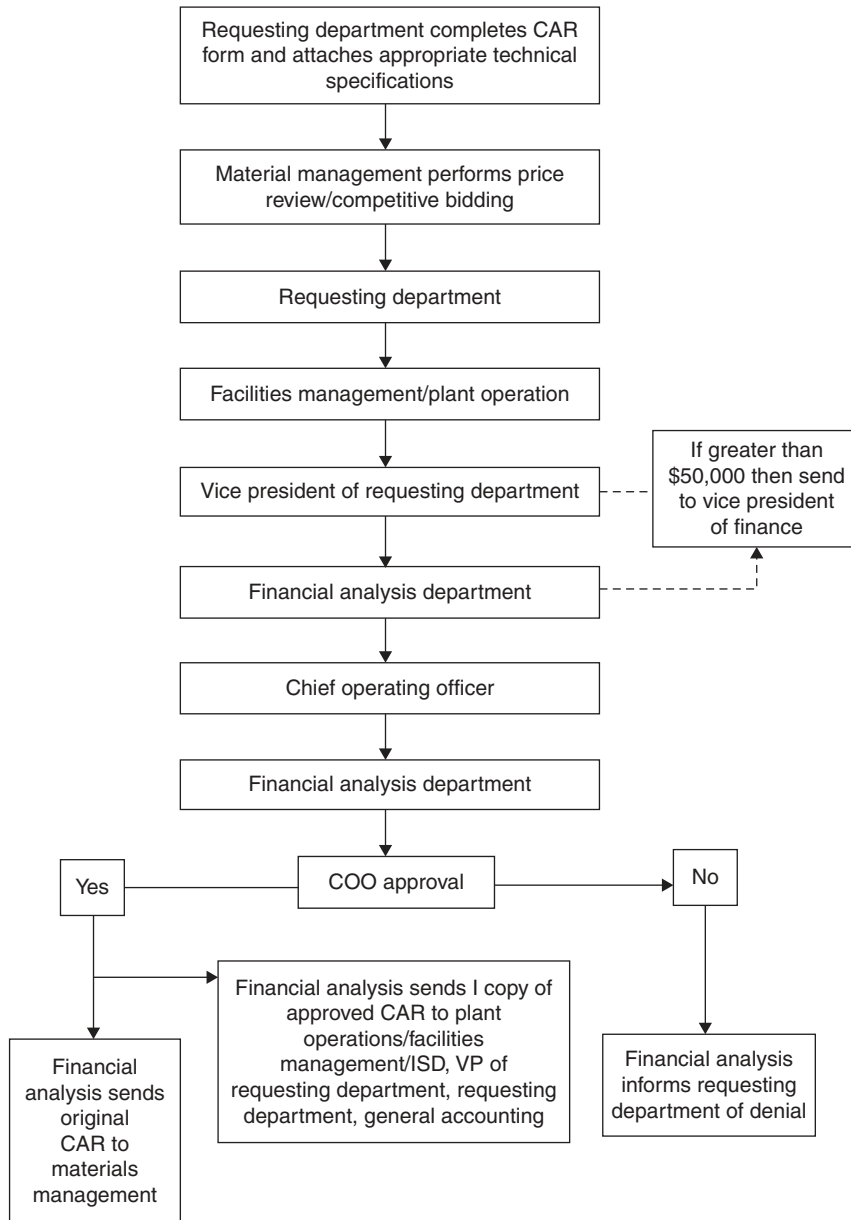 Requesting department completes CAR
form and attaches appropriate technical
specifications
Material management performs price
review/competitive bidding
Requesting department
Facilities management/plant operation
Vice president of requesting department
If greater than
$50,000 then send
to vice president
of finance
Financial analysis department
Chief operating officer
Financial analysis department
COO approval
Yes
No
Financial analysis sends I copy of
approved CAR to plant
operations/facilities
management/ISD, VP of
requesting department, requesting
department, general accounting
Financial
analysis sends
original
CAR to
materials
management
Financial analysis
informs requesting
department of denial